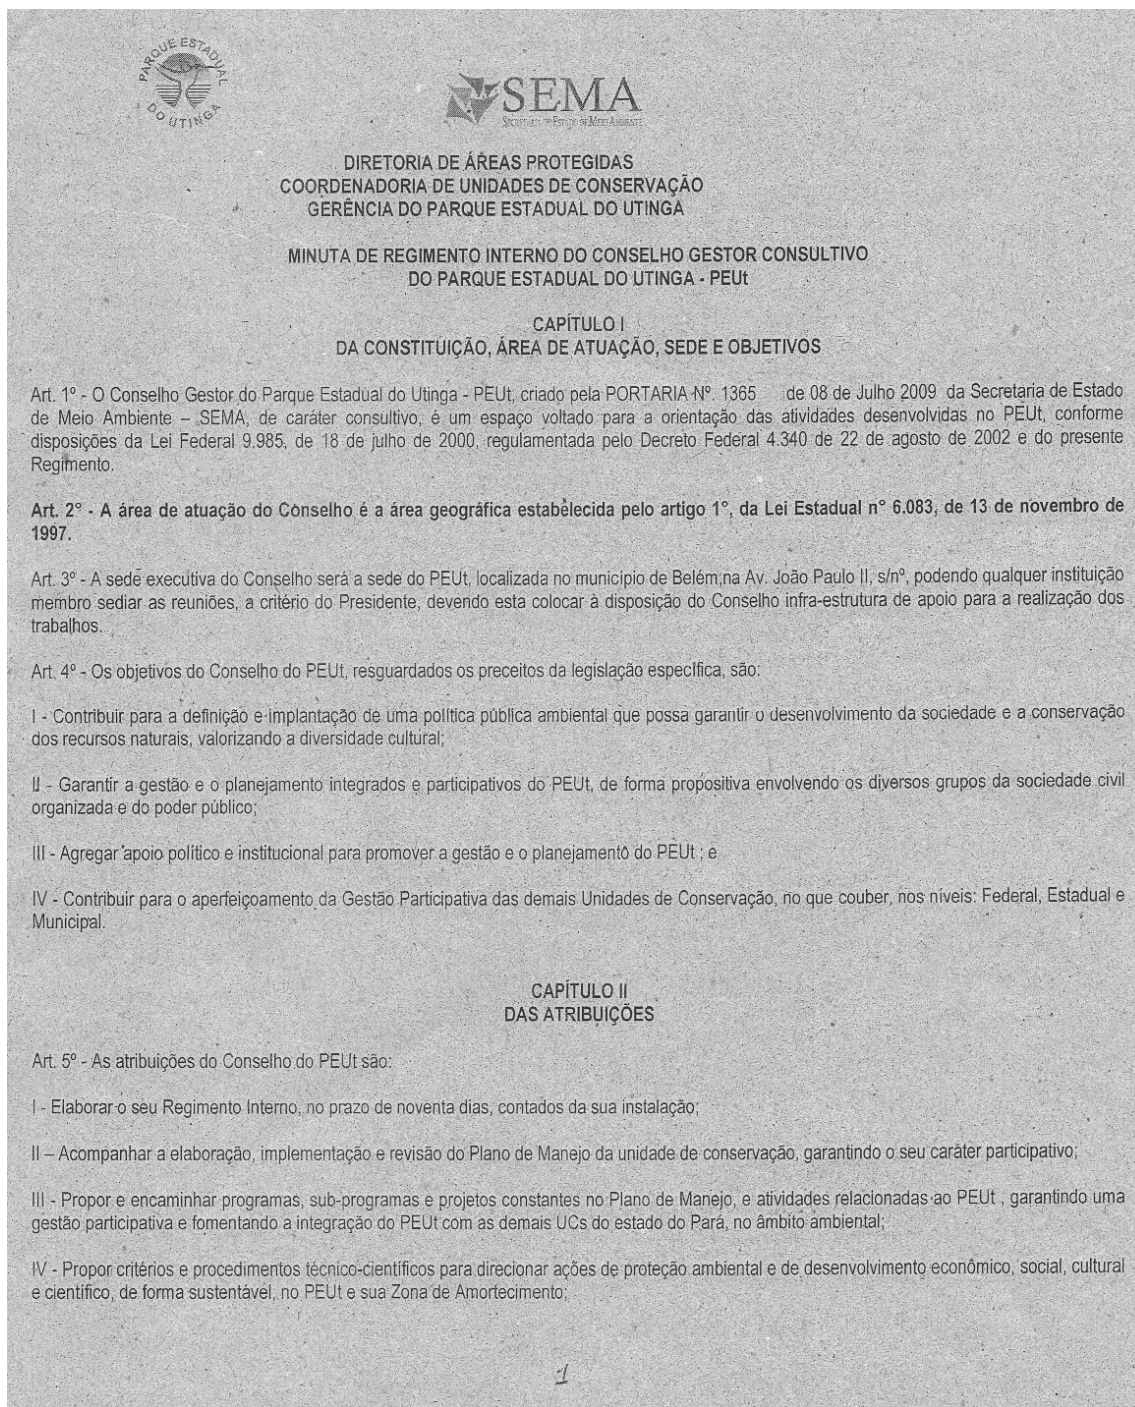 PARQUE ESTADUAL
DO UTINGA
SEMA
SECRETARIA DE ESTADO DE MEIO AMBIENTE
DIRETORIA DE ÁREAS PROTEGIDAS
COORDENADORIA DE UNIDADES DE CONSERVAÇÃO
GERÊNCIA DO PARQUE ESTADUAL DO UTINGA
MINUTA DE REGIMENTO INTERNO DO CONSELHO GESTOR CONSULTIVO
DO PARQUE ESTADUAL DO UTINGA - PEUt
CAPÍTULO I
DA CONSTITUIÇÃO, ÁREA DE ATUAÇÃO, SEDE E OBJETIVOS
Art. 1º - O Conselho Gestor do Parque Estadual do Utinga - PEUt, criado pela PORTARIA Nº. 1365 de 08 de Julho 2009 da Secretaria de Estado
de Meio Ambiente – SEMA, de caráter consultivo, é um espaço voltado para a orientação das atividades desenvolvidas no PEUt, conforme
disposições da Lei Federal 9.985, de 18 de julho de 2000, regulamentada pelo Decreto Federal 4.340 de 22 de agosto de 2002 e do presente
Regimento.
Art. 2° - A área de atuação do Conselho é a área geográfica estabelecida pelo artigo 1°, da Lei Estadual n° 6.083, de 13 de novembro de
1997.
Art. 3º - A sede executiva do Conselho será a sede do PEUt, localizada no município de Belém,na Av. João Paulo II, s/nº, podendo qualquer instituição
membro sediar as reuniões, a critério do Presidente, devendo esta colocar à disposição do Conselho infra-estrutura de apoio para a realização dos
trabalhos.
Art. 4º - Os objetivos do Conselho do PEUt, resguardados os preceitos da legislação específica, são:
I - Contribuir para a definição e implantação de uma política pública ambiental que possa garantir o desenvolvimento da sociedade e a conservação
dos recursos naturais, valorizando a diversidade cultural;
II - Garantir a gestão e o planejamento integrados e participativos do PEUt, de forma propositiva envolvendo os diversos grupos da sociedade civil
organizada e do poder público;
III - Agregar apoio político e institucional para promover a gestão e o planejamento do PEUt ; e
IV - Contribuir para o aperfeiçoamento da Gestão Participativa das demais Unidades de Conservação, no que couber, nos níveis: Federal, Estadual e
Municipal.
CAPÍTULO II
DAS ATRIBUIÇÕES
Art. 5º - As atribuições do Conselho do PEUt são:
I - Elaborar o seu Regimento Interno, no prazo de noventa dias, contados da sua instalação;
II – Acompanhar a elaboração, implementação e revisão do Plano de Manejo da unidade de conservação, garantindo o seu caráter participativo;
III - Propor e encaminhar programas, sub-programas e projetos constantes no Plano de Manejo, e atividades relacionadas ao PEUt , garantindo uma
gestão participativa e fomentando a integração do PEUt com as demais UCs do estado do Pará, no âmbito ambiental;
IV - Propor critérios e procedimentos técnico-científicos para direcionar ações de proteção ambiental e de desenvolvimento econômico, social, cultural
e científico, de forma sustentável, no PEUt e sua Zona de Amortecimento;
1